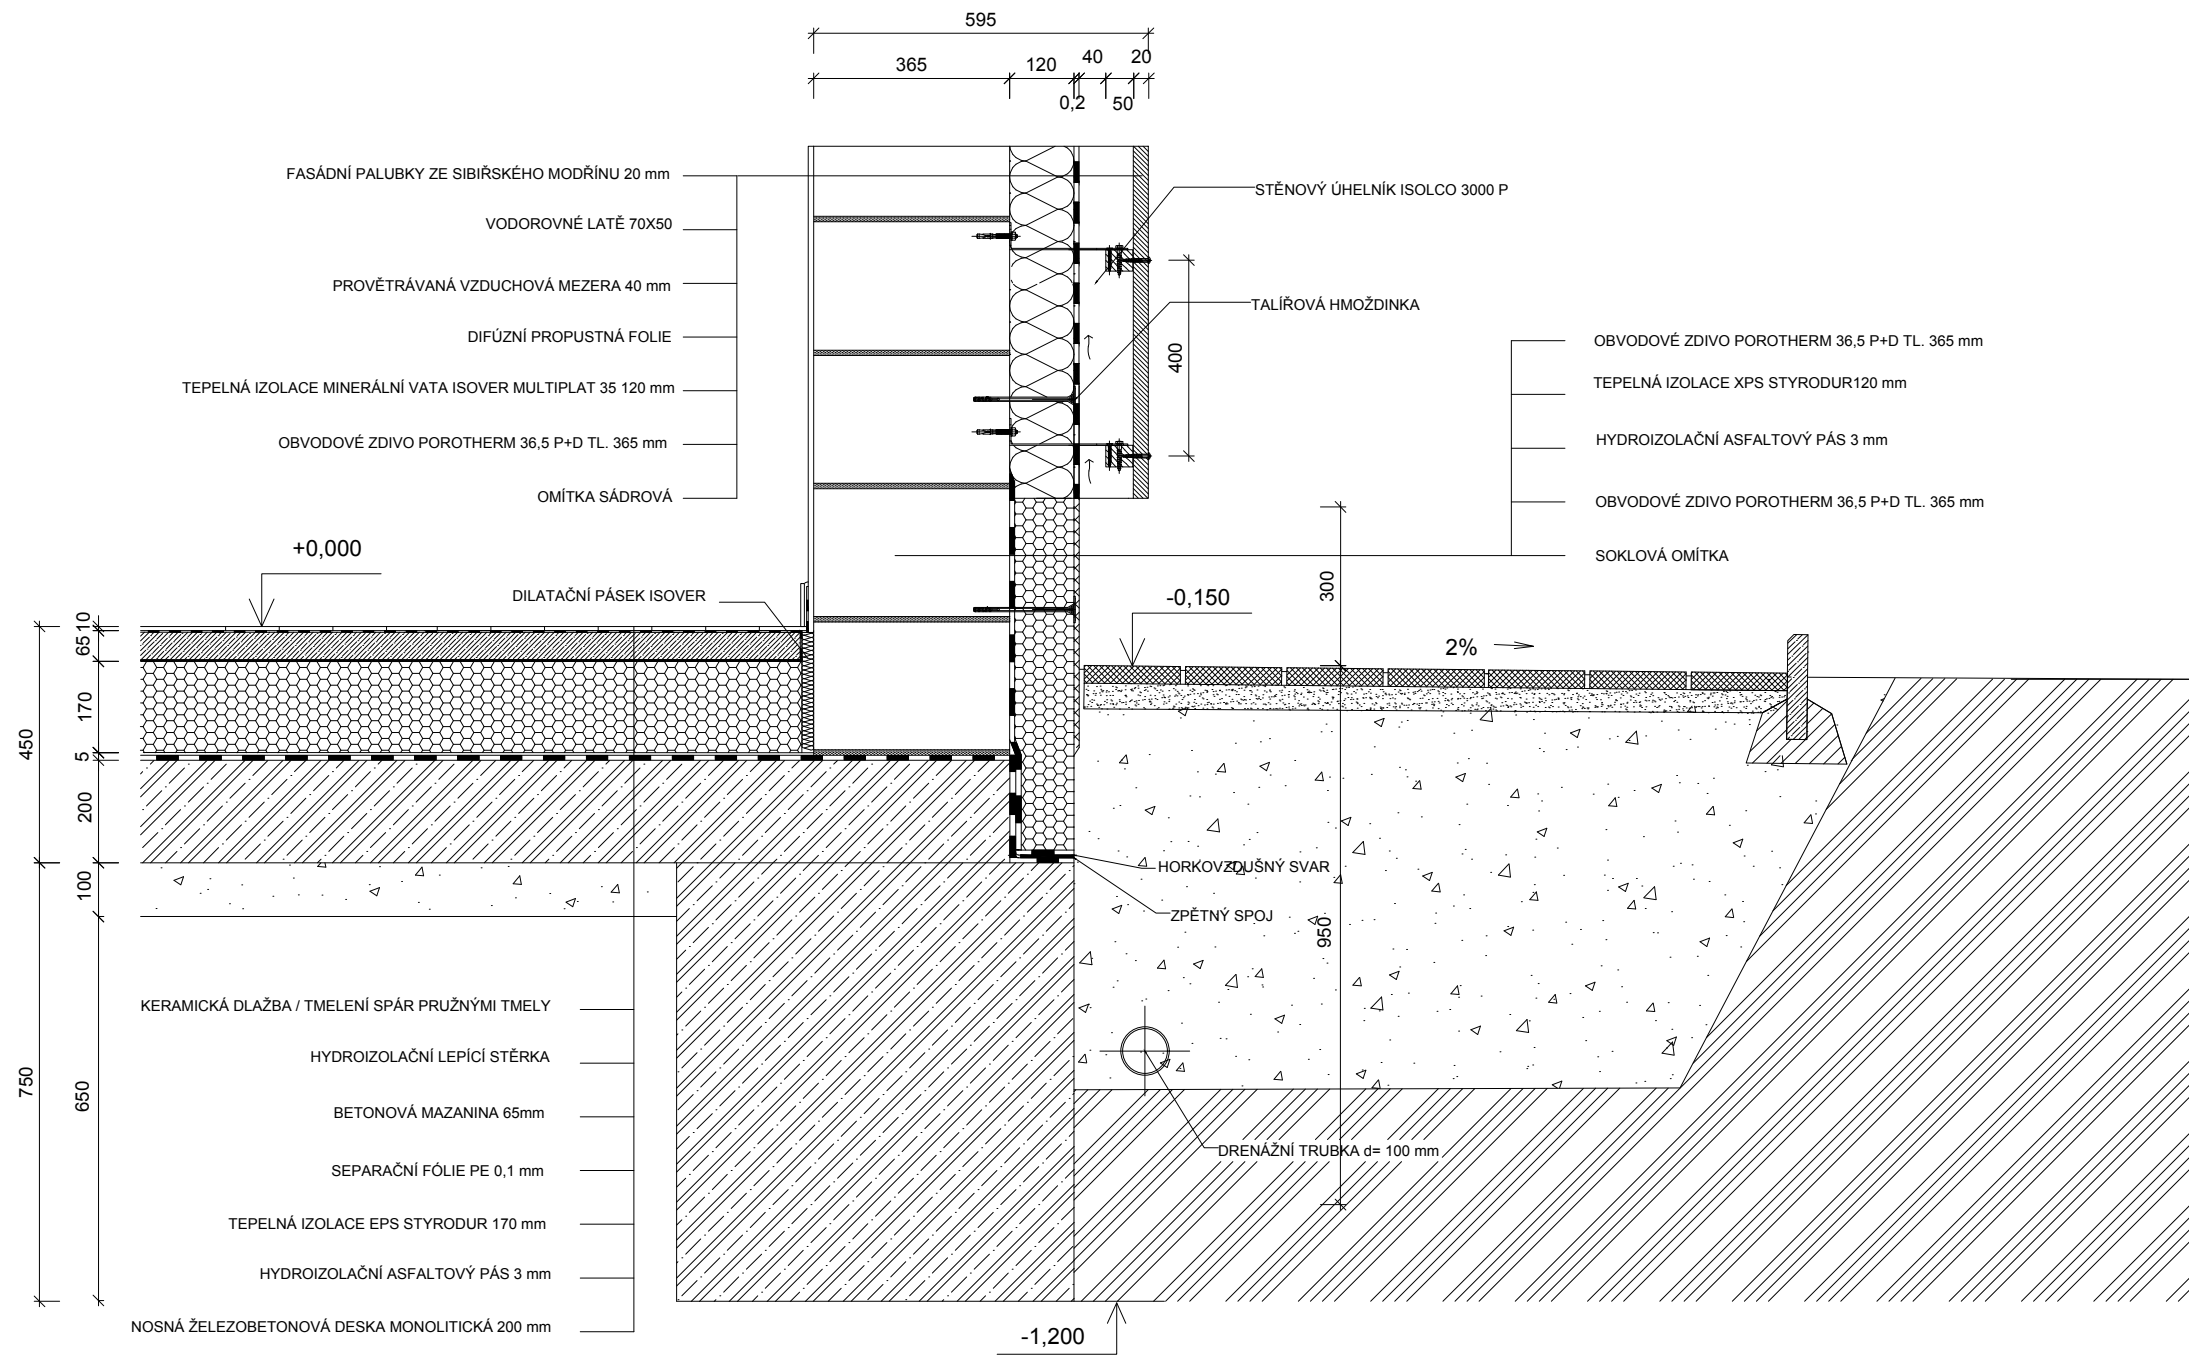 595
365
120
40
20
0,2
50
FASÁDNÍ PALUBKY ZE SIBIŘSKÉHO MODŘÍNU 20 mm
VODOROVNÉ LATĚ 70X50
PROVĚTRÁVANÁ VZDUCHOVÁ MEZERA 40 mm
DIFÚZNÍ PROPUSTNÁ FOLIE
TEPELNÁ IZOLACE MINERÁLNÍ VATA ISOVER MULTIPLAT 35 120 mm
OBVODOVÉ ZDIVO POROTHERM 36,5 P+D TL. 365 mm
OMÍTKA SÁDROVÁ
STĚNOVÝ ÚHELNÍK ISOLCO 3000 P
TALÍŘOVÁ HMOŽDINKA
400
OBVODOVÉ ZDIVO POROTHERM 36,5 P+D TL. 365 mm
TEPELNÁ IZOLACE XPS STYRODUR120 mm
HYDROIZOLAČNÍ ASFALTOVÝ PÁS 3 mm
OBVODOVÉ ZDIVO POROTHERM 36,5 P+D TL. 365 mm
SOKLOVÁ OMÍTKA
+0,000
DILATAČNÍ PÁSEK ISOVER
-0,150
300
2%
10
65
170
5
200
100
650
450
750
HORKOVZDUŠNÝ SVAR
ZPĚTNÝ SPOJ
950
KERAMICKÁ DLAŽBA / TMELENÍ SPÁR PRUŽNÝMI TMELY
HYDROIZOLAČNÍ LEPÍCÍ STĚRKA
BETONOVÁ MAZANINA 65mm
SEPARAČNÍ FÓLIE PE 0,1 mm
TEPELNÁ IZOLACE EPS STYRODUR 170 mm
HYDROIZOLAČNÍ ASFALTOVÝ PÁS 3 mm
NOSNÁ ŽELEZOBETONOVÁ DESKA MONOLITICKÁ 200 mm
DRENÁŽNÍ TRUBKA d= 100 mm
-1,200